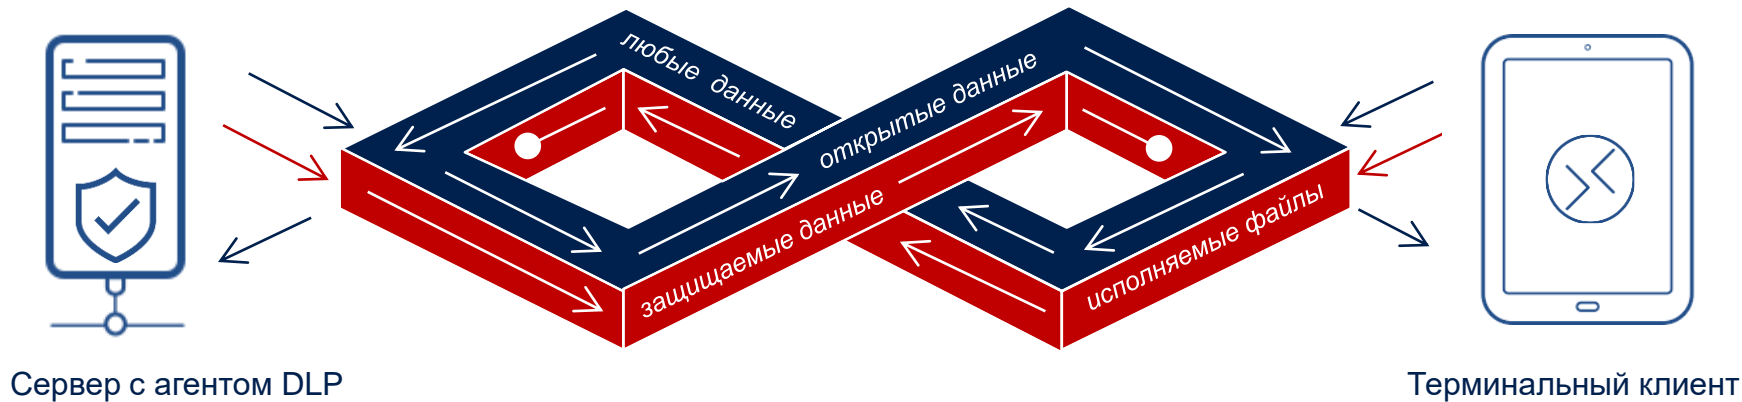 любые данные
открытые данные
защищаемые данные
исполняемые файлы
Сервер с агентом DLP
Терминальный клиент